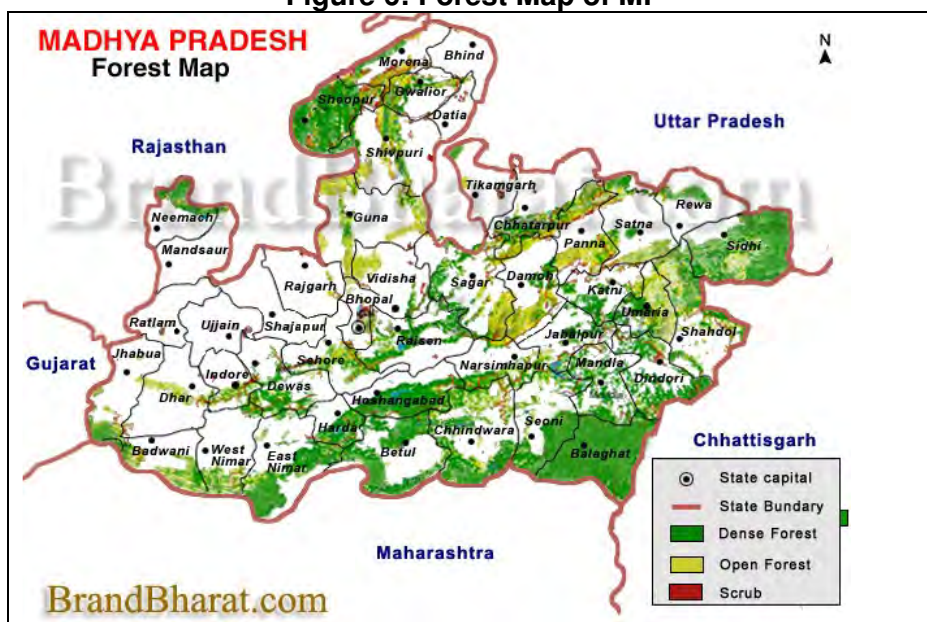 Figure 6: Forest Map of MP
MADHYA PRADESH
Forest Map
N
Bhind
Morena
Gwalior
Sheopur
Datia
Uttar Pradesh
Rajasthan
Shivpuri
BrandBharat.com
Tikamgarh
Rewa
Neemach
Guna
Chhatarpur
Satna
Panna
Sidhi
Mandsaur
Vidisha
Sagar
Damoh
Rajgarh
Katni
Bhopal
Umaria
Ratlam
Ujjain
Shajapur
Raisen
Jabalpur
Shahdol
Jhabua
Sehore
Narsimhapur
Mandla
Gujarat
Indore
Dindori
Dewas
Dhar
Hoshangabad
Harda
Chhindwara
Seoni
Badwani
West
Nimar
East
Nimar
Betul
Balaghat
Chhattisgarh
State capital
State Bundary
Dense Forest
Maharashtra
Open Forest
Scrub
BrandBharat.com